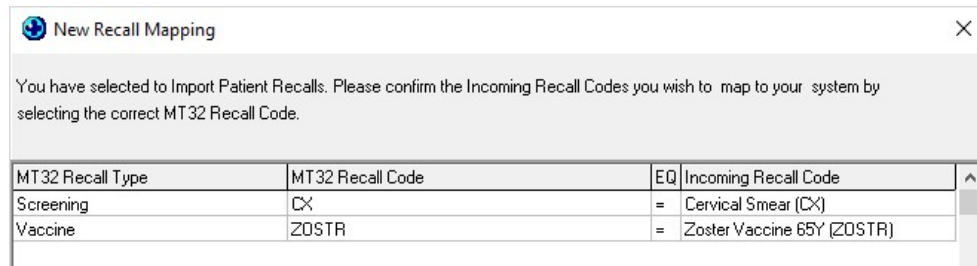 New Recall Mapping
You have selected to Import Patient Recalls. Please confirm the Incoming Recall Codes you wish to map to your system by
selecting the correct MT32 Recall Code.
MT32 Recall Type MT32 Recall Code EQ Incoming Recall Code
Screening CX = Cervical Smear (CX)
Vaccine ZOSTR = Zoster Vaccine 65Y (ZOSTR)